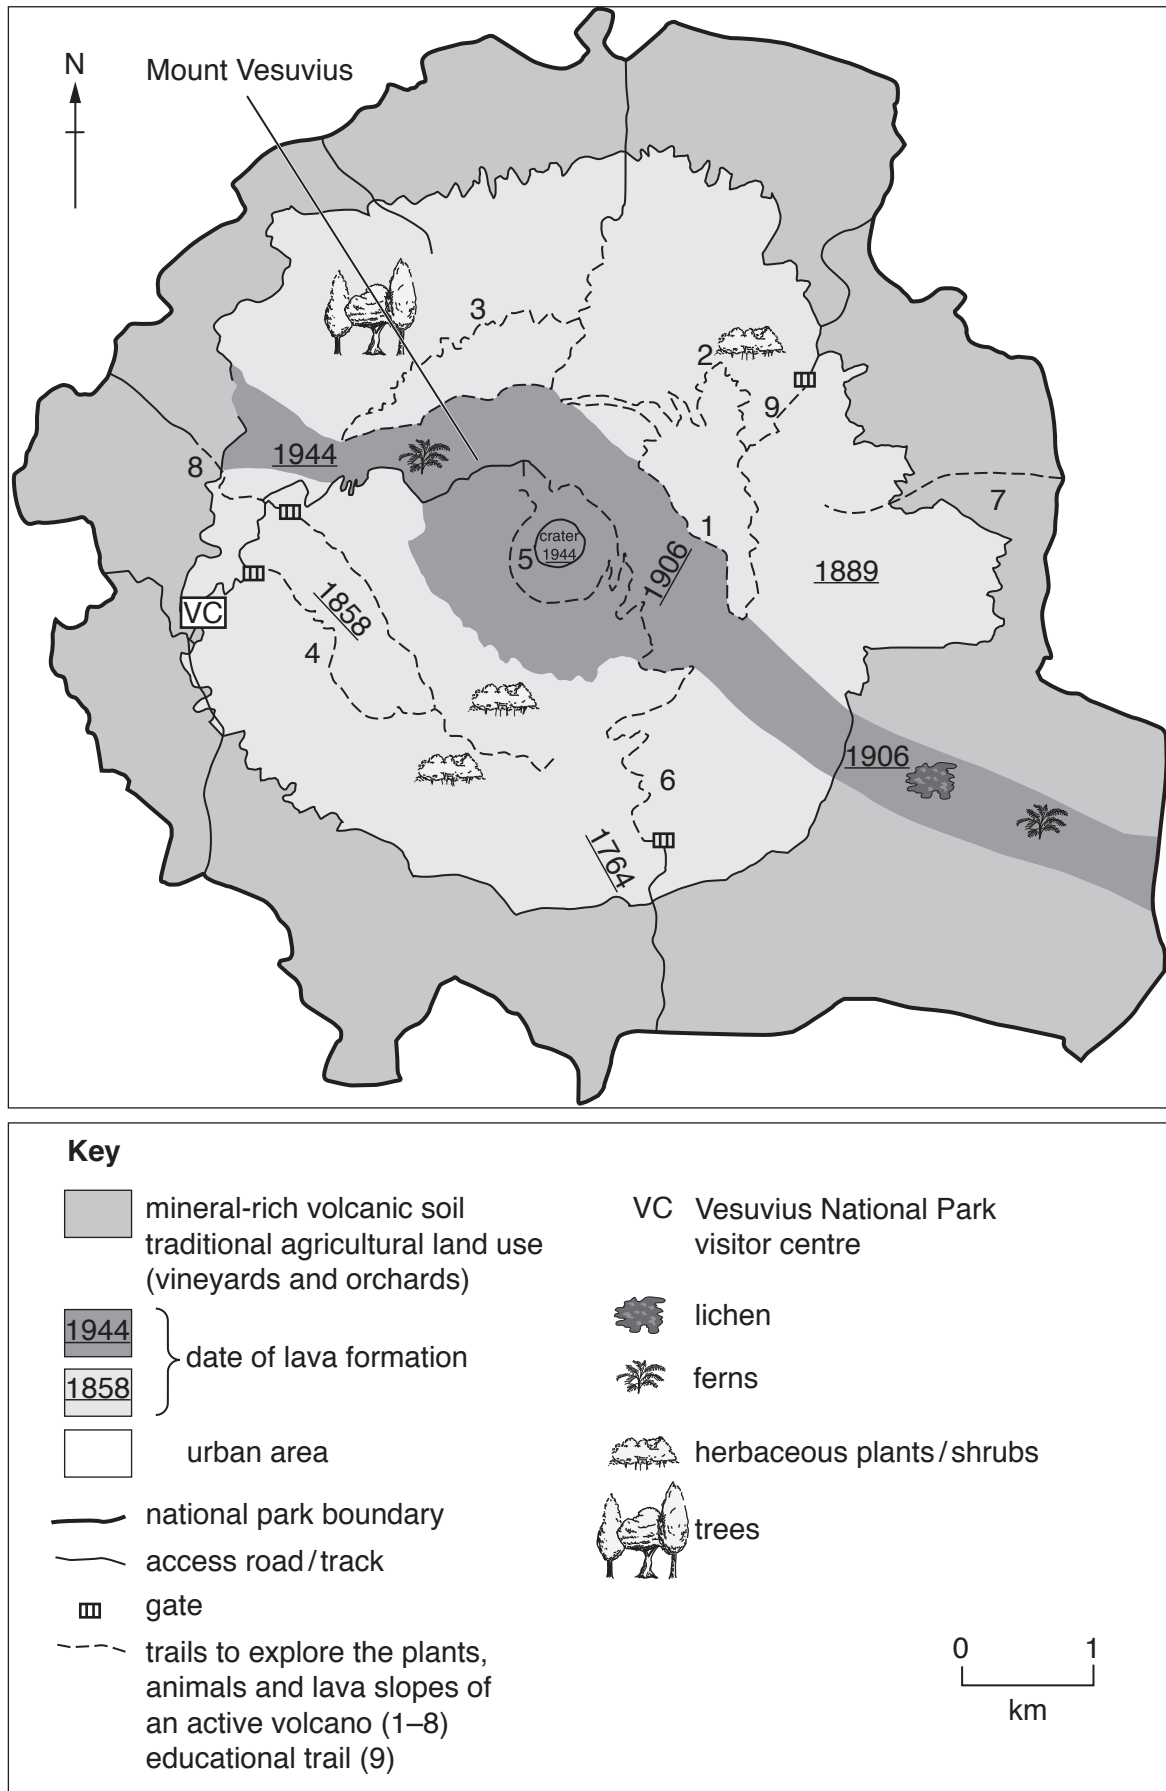 N
Mount Vesuvius
3
2
9
8
1944
7
5
crater
1944
1
1906
1889
VC
1858
4
1906
6
1764
Key
mineral-rich volcanic soil
traditional agricultural land use
(vineyards and orchards)
1944
1858
date of lava formation
urban area
national park boundary
access road/track
gate
trails to explore the plants,
animals and lava slopes of
an active volcano (1–8)
educational trail (9)
VC Vesuvius National Park
visitor centre
lichen
ferns
herbaceous plants/shrubs
trees
0 1
km